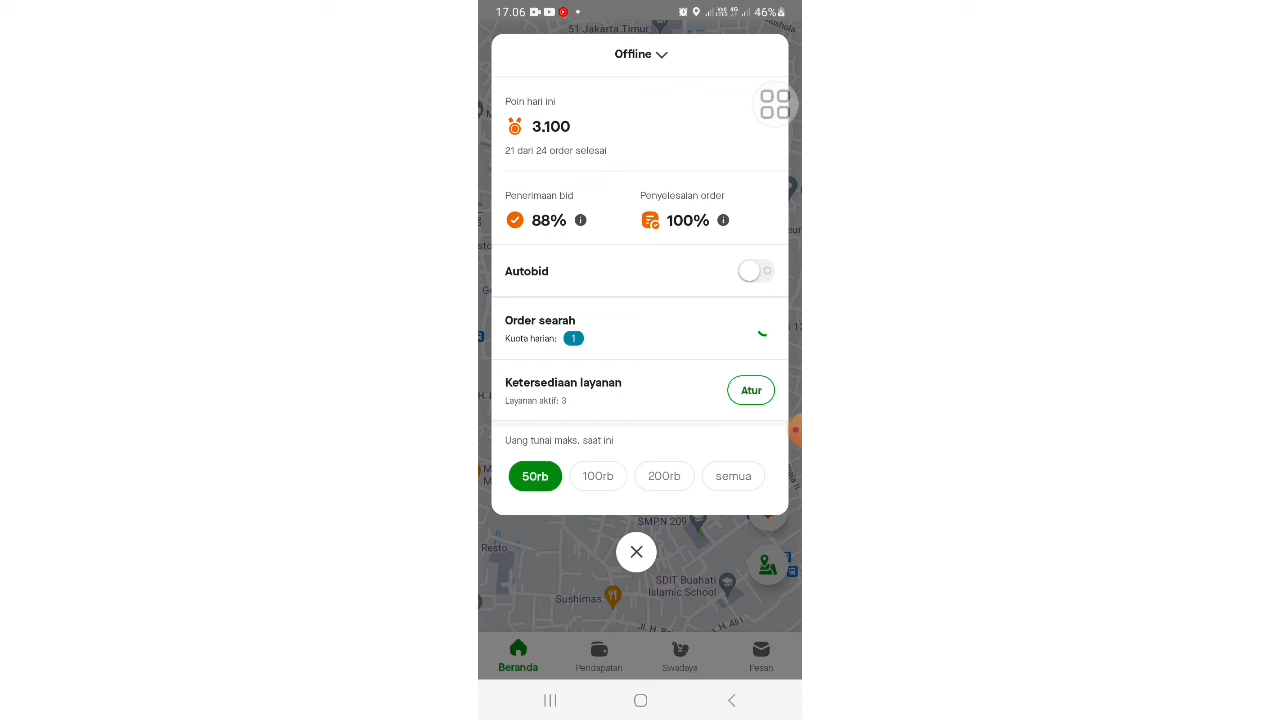 17.06
46%
51 Jakarta Timur
Offline
Poin hari ini
3.100
21 dari 24 order selesai
Penerimaan bid
Penyelesaian order
88%
100%
Autobid
Order searah
Kuota harian: 1
Ketersediaan layanan
Layanan aktif: 3
Atur
Uang tunai maks. saat ini
50rb
100rb
200rb
semua
SMPN 209
Resto
SDIT Buahati
Islamic School
Sushimas
Beranda
Pendapatan
Swadaya
Pesan